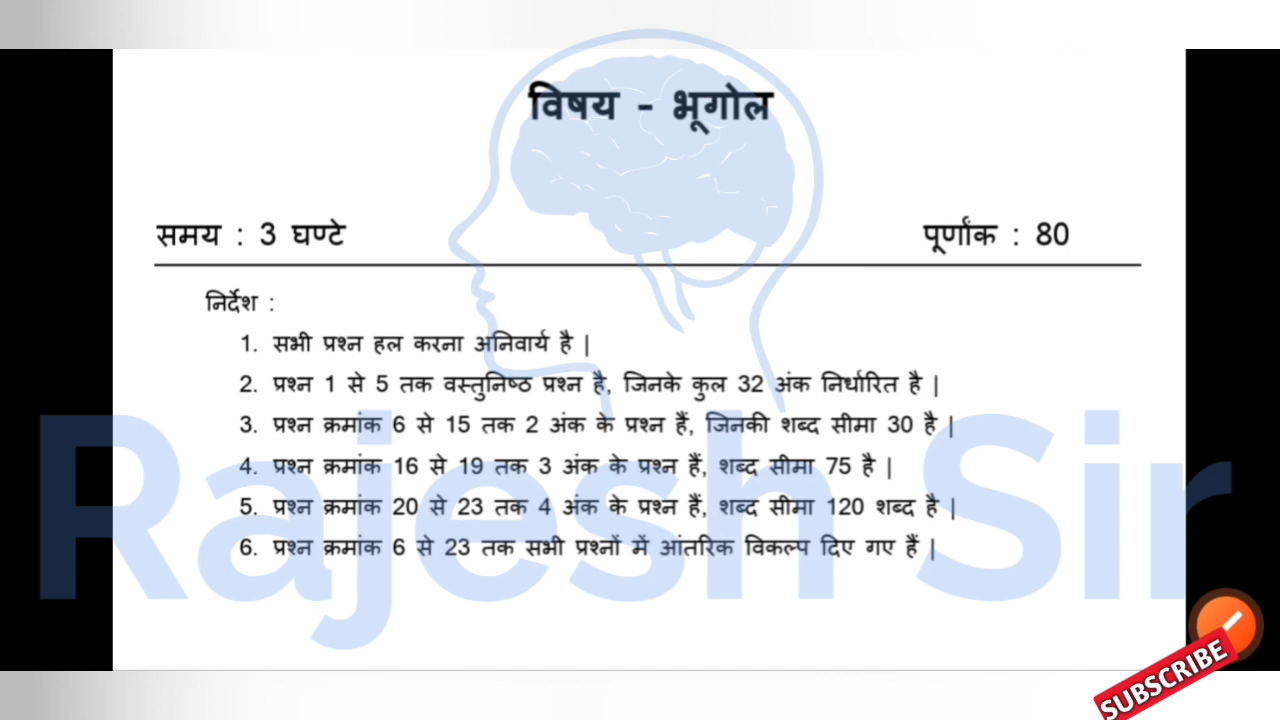 विषय - भूगोल
समय : 3 घण्टे
पूर्णांक : 80
निर्देश :
1. सभी प्रश्न हल करना अनिवार्य है |
2. प्रश्न 1 से 5 तक वस्तुनिष्ठ प्रश्न है, जिनके कुल 32 अंक निर्धारित है |
3. प्रश्न क्रमांक 6 से 15 तक 2 अंक के प्रश्न हैं, जिनकी शब्द सीमा 30 है |
4. प्रश्न क्रमांक 16 से 19 तक 3 अंक के प्रश्न हैं, शब्द सीमा 75 है |
5. प्रश्न क्रमांक 20 से 23 तक 4 अंक के प्रश्न हैं, शब्द सीमा 120 शब्द है |
6. प्रश्न क्रमांक 6 से 23 तक सभी प्रश्नों में आंतरिक विकल्प दिए गए हैं |
Rajesh Sir
SUBSCRIBE